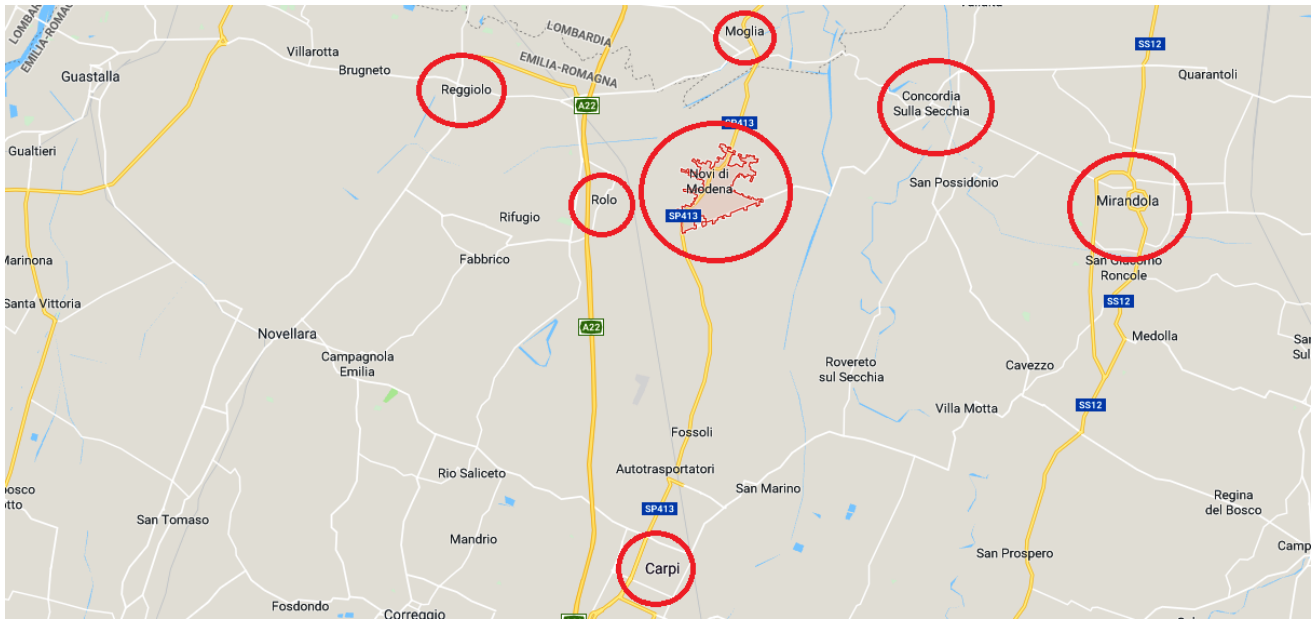 LOMBARDIA
EMILIA-ROMAGNA
Villarotta
Brugneto
Guastalla
Gualtieri
Reggiolo
LOMBARDIA
EMILIA-ROMAGNA
Moglia
A22
SP413
SS12
Quarantoli
Concordia
Sulla Secchia
San Possidonio
Mirandola
San Giacomo
Roncole
Novi di
Modena
SP413
Rolo
Rifugio
Fabbrico
Marinona
Santa Vittoria
Novellara
Campagnola
Emilia
A22
SS12
Medolla
Rovereto
sul Secchia
Cavezzo
Villa Motta
SS12
Fossoli
Autotrasportatori
Rio Saliceto
San Marino
SP413
San Tomaso
Mandrio
Regina
del Bosco
San Prospero
Camp
Carpi
Fosdondo
Correggio